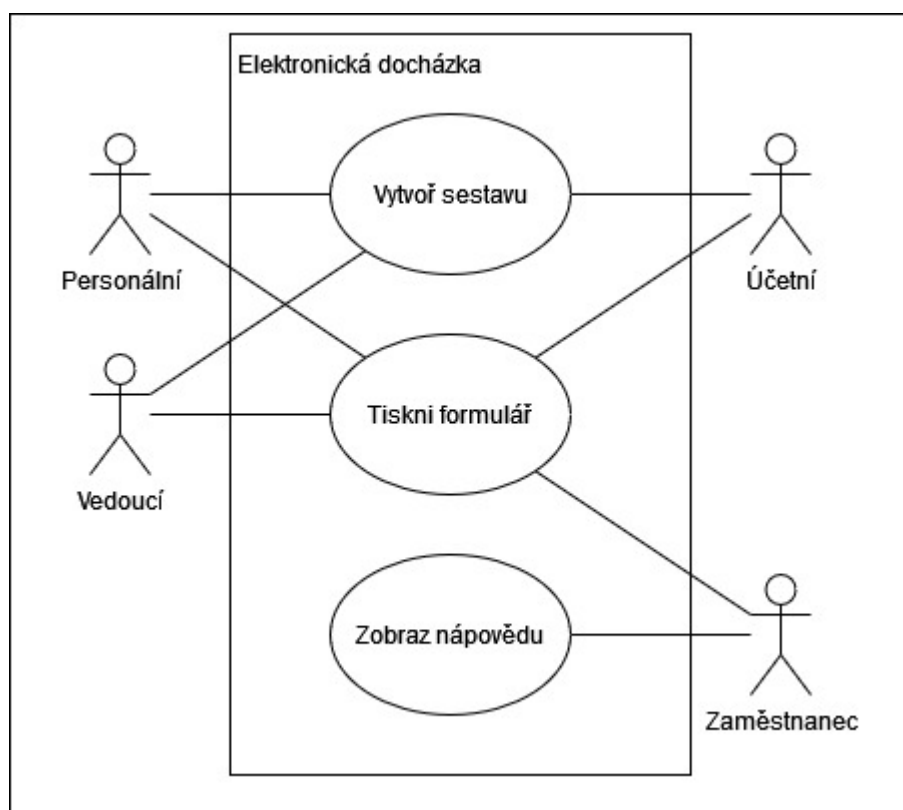 Elektronická docházka
Vytvoř sestavu
Personální
Účetní
Tiskni formulář
Vedoucí
Zobraz nápovědu
Zaměstnanec